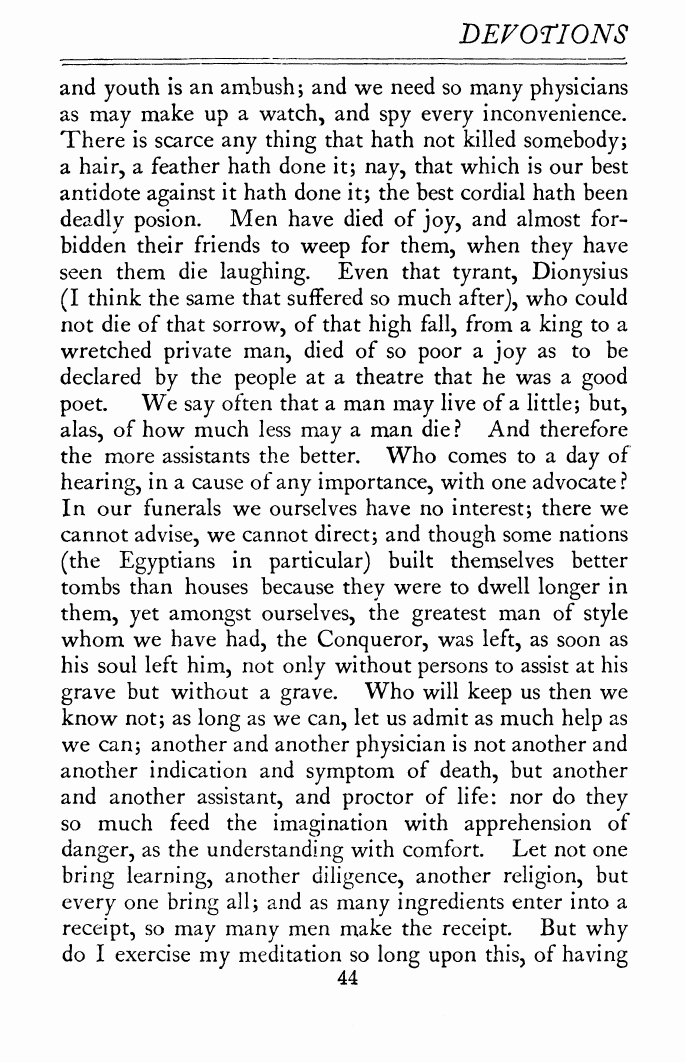 DEVOTIONS
and youth is an ambush; and we need so many physicians
as may make up a watch, and spy every inconvenience.
There is scarce any thing that hath not killed somebody;
a hair, a feather hath done it; nay, that which is our best
antidote against it hath done it; the best cordial hath been
deadly posion. Men have died of joy, and almost for-
bidden their friends to weep for them, when they have
seen them die laughing. Even that tyrant, Dionysius
(I think the same that suffered so much after), who could
not die of that sorrow, of that high fall, from a king to a
wretched private man, died of so poor a joy as to be
declared by the people at a theatre that he was a good
poet. We say often that a man may live of a little; but,
alas, of how much less may a man die? And therefore
the more assistants the better. Who comes to a day of
hearing, in a cause of any importance, with one advocate?
In our funerals we ourselves have no interest; there we
cannot advise, we cannot direct; and though some nations
(the Egyptians in particular) built themselves better
tombs than houses because they were to dwell longer in
them, yet amongst ourselves, the greatest man of style
whom we have had, the Conqueror, was left, as soon as
his soul left him, not only without persons to assist at his
grave but without a grave. Who will keep us then we
know not; as long as we can, let us admit as much help as
we can; another and another physician is not another and
another indication and symptom of death, but another
and another assistant, and proctor of life: nor do they
so much feed the imagination with apprehension of
danger, as the understanding with comfort. Let not one
bring learning, another diligence, another religion, but
every one bring all; and as many ingredients enter into a
receipt, so may many men make the receipt. But why
do I exercise my meditation so long upon this, of having
44